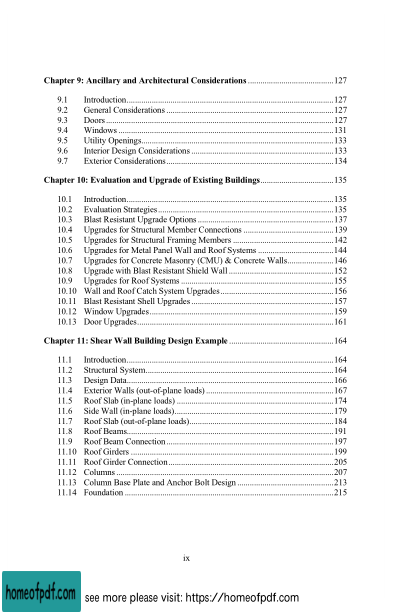 Chapter 9: Ancillary and Architectural Considerations ........................................ 127
9.1 Introduction ........................................ 127
9.2 General Considerations ........................................ 127
9.3 Doors ........................................ 127
9.4 Windows ........................................ 131
9.5 Utility Openings ........................................ 133
9.6 Interior Design Considerations ........................................ 133
9.7 Exterior Considerations ........................................ 134
Chapter 10: Evaluation and Upgrade of Existing Buildings ........................................ 135
10.1 Introduction ........................................ 135
10.2 Evaluation Strategies ........................................ 135
10.3 Blast Resistant Upgrade Options ........................................ 137
10.4 Upgrades for Structural Member Connections ........................................ 139
10.5 Upgrades for Structural Framing Members ........................................ 142
10.6 Upgrades for Metal Panel Wall and Roof Systems ........................................ 144
10.7 Upgrades for Concrete Masonry (CMU) & Concrete Walls ........................................ 146
10.8 Upgrade with Blast Resistant Shield Wall ........................................ 152
10.9 Upgrades for Roof Systems ........................................ 155
10.10 Wall and Roof Catch System Upgrades ........................................ 156
10.11 Blast Resistant Shell Upgrades ........................................ 157
10.12 Window Upgrades ........................................ 159
10.13 Door Upgrades ........................................ 161
Chapter 11: Shear Wall Building Design Example ........................................ 164
11.1 Introduction ........................................ 164
11.2 Structural System ........................................ 164
11.3 Design Data ........................................ 166
11.4 Exterior Walls (out-of-plane loads) ........................................ 167
11.5 Roof Slab (in-plane loads) ........................................ 174
11.6 Side Wall (in-plane loads) ........................................ 179
11.7 Roof Slab (out-of-plane loads) ........................................ 184
11.8 Roof Beams ........................................ 191
11.9 Roof Beam Connection ........................................ 197
11.10 Roof Girders ........................................ 199
11.11 Roof Girder Connection ........................................ 205
11.12 Columns ........................................ 207
11.13 Column Base Plate and Anchor Bolt Design ........................................ 213
11.14 Foundation ........................................ 215
ix
homeofpdf.com
see more please visit: https://homeofpdf.com